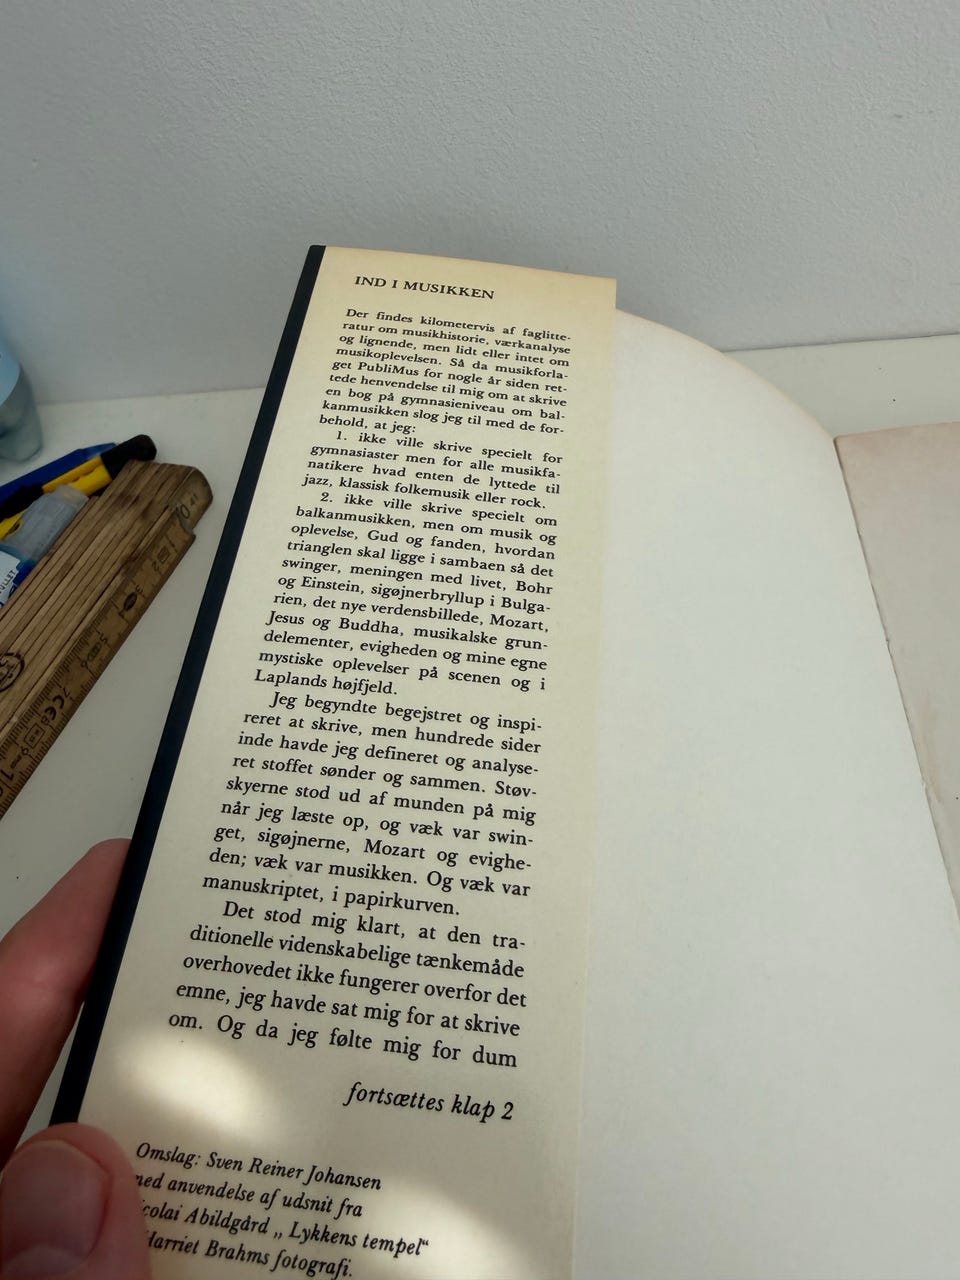 IND I MUSIKKEN
Der findes kilometervis af faglitte-
ratur om musikhistorie, værkanalyse
og lignende, men lidt eller intet om
musikoplevelsen. Så da musikforla-
get PubliMus for nogle år siden ret-
tede henvendelse til mig om at skrive
en bog på gymnasieniveau om bal-
kanmusikken slog jeg til med de for-
behold, at jeg:
1. ikke ville skrive specielt for
gymnasiaster men for alle musikfa-
natikere hvad enten de lyttede til
jazz, klassisk folkemusik eller rock.
2. ikke ville skrive specielt om
balkanmusikken, men om musik og
oplevelse, Gud og fanden, hvordan
trianglen skal ligge i sambaen så det
swinger, meningen med livet, Bohr
og Einstein, sigøjnerbryllup i Bulga-
rien, det nye verdensbillede, Mozart,
Jesus og Buddha, musikalske grun-
delementer, evigheden og mine egne
mystiske oplevelser på scenen og i
Laplands højfjeld.
Jeg begyndte begejstret og inspi-
reret at skrive, men hundrede sider
inde havde jeg defineret og analyse-
ret stoffet sønder og sammen. Støv-
skyerne stod ud af munden på mig
når jeg læste op, og væk var swin-
get, sigøjnerne, Mozart og evighe-
den; væk var musikken. Og væk var
manuskriptet, i papirkurven.
Det stod mig klart, at den tra-
ditionelle videnskabelige tænkemåde
overhovedet ikke fungerer overfor det
emne, jeg havde sat mig for at skrive
om. Og da jeg følte mig for dum
fortsættes klap 2
Omslag: Sven Reiner Johansen
anvendelse af udsnit fra
Abildgård „Lykkens tempel“
Harriet Brahms fotografi.